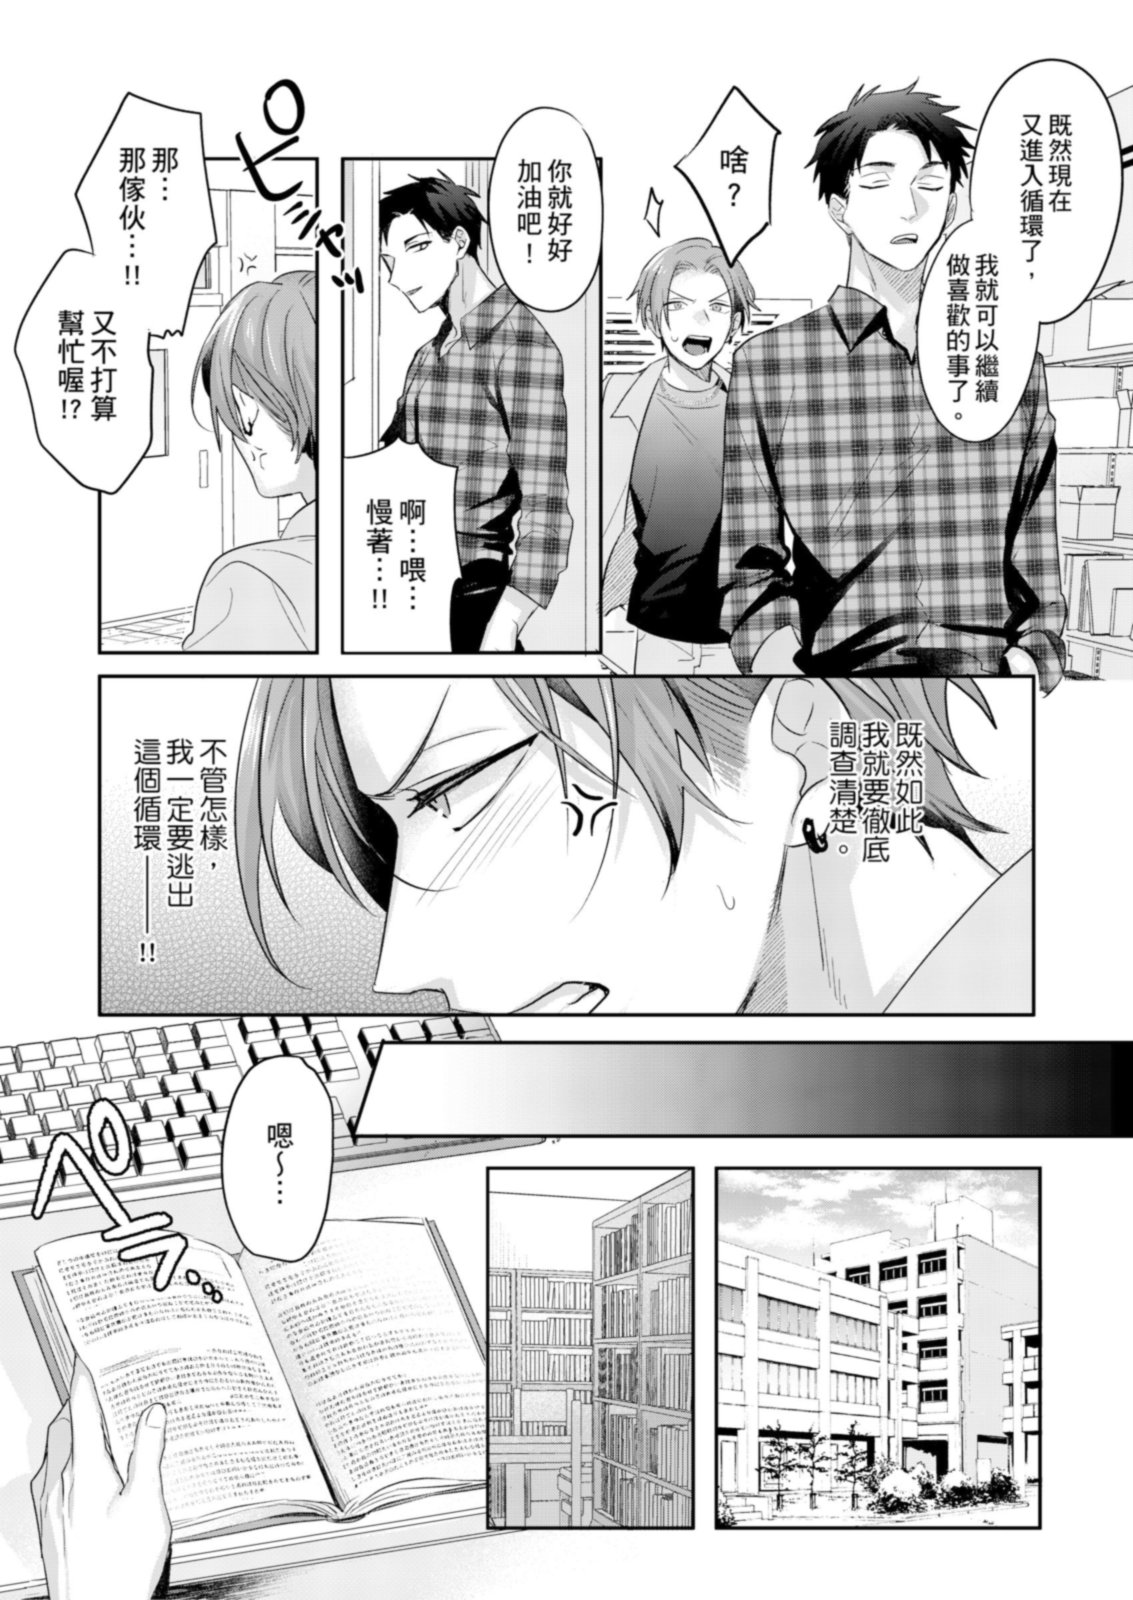 既然現在
又進入循環了，
我就可以繼續
做喜歡的事了。
啥？
你就好好
加油吧！
啊…喂…
慢著…!!
ピシャッ
那…
那傢伙…!!
又不打算
幫忙喔!?
既然如此
我就要徹底
調查清楚。
不管怎樣，
我一定要逃出
這個循環——!!
嗯～…
ペラ…